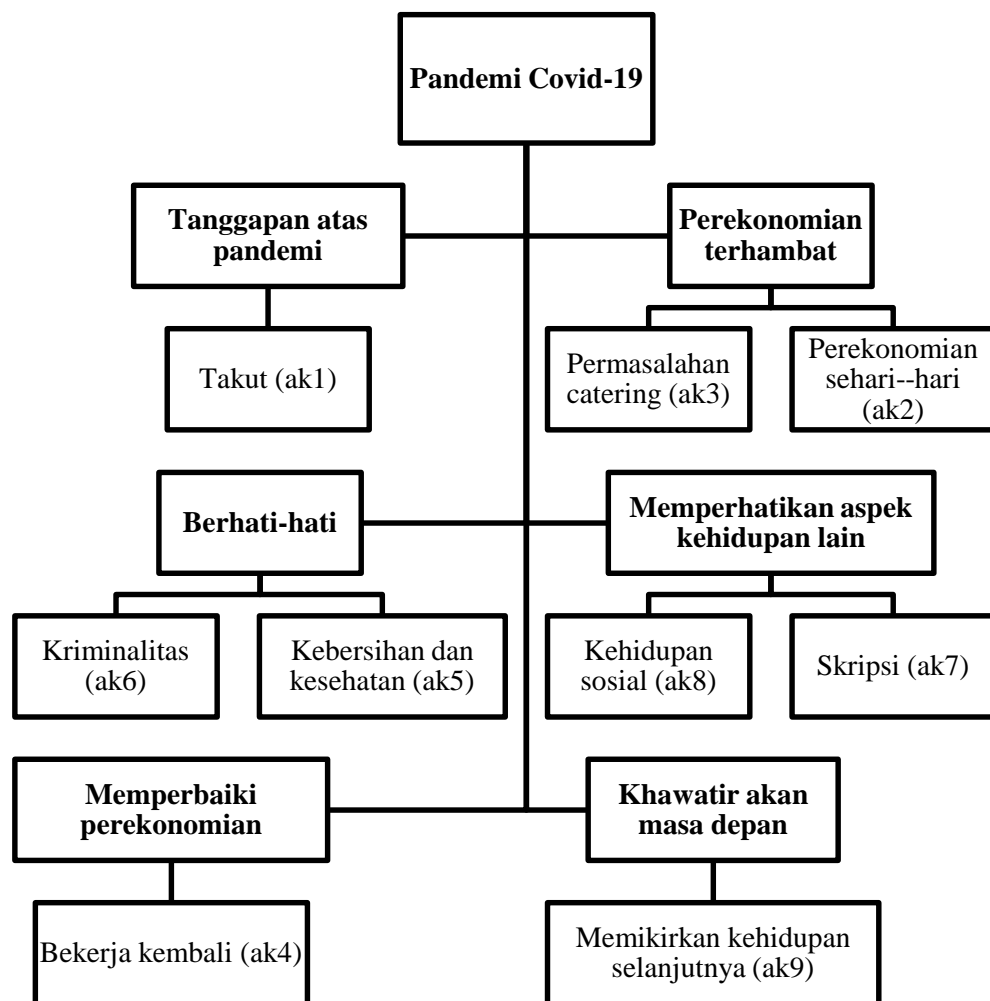 Pandemi Covid-19
Tanggapan atas
pandemi
Perekonomian
terhambat
Takut (ak1)
Permasalahan
catering (ak3)
Perekonomian
sehari--hari
(ak2)
Berhati-hati
Memperhatikan aspek
kehidupan lain
Kriminalitas
(ak6)
Kebersihan dan
kesehatan (ak5)
Kehidupan
sosial (ak8)
Skripsi (ak7)
Memperbaiki
perekonomian
Khawatir akan
masa depan
Bekerja kembali (ak4)
Memikirkan kehidupan
selanjutnya (ak9)